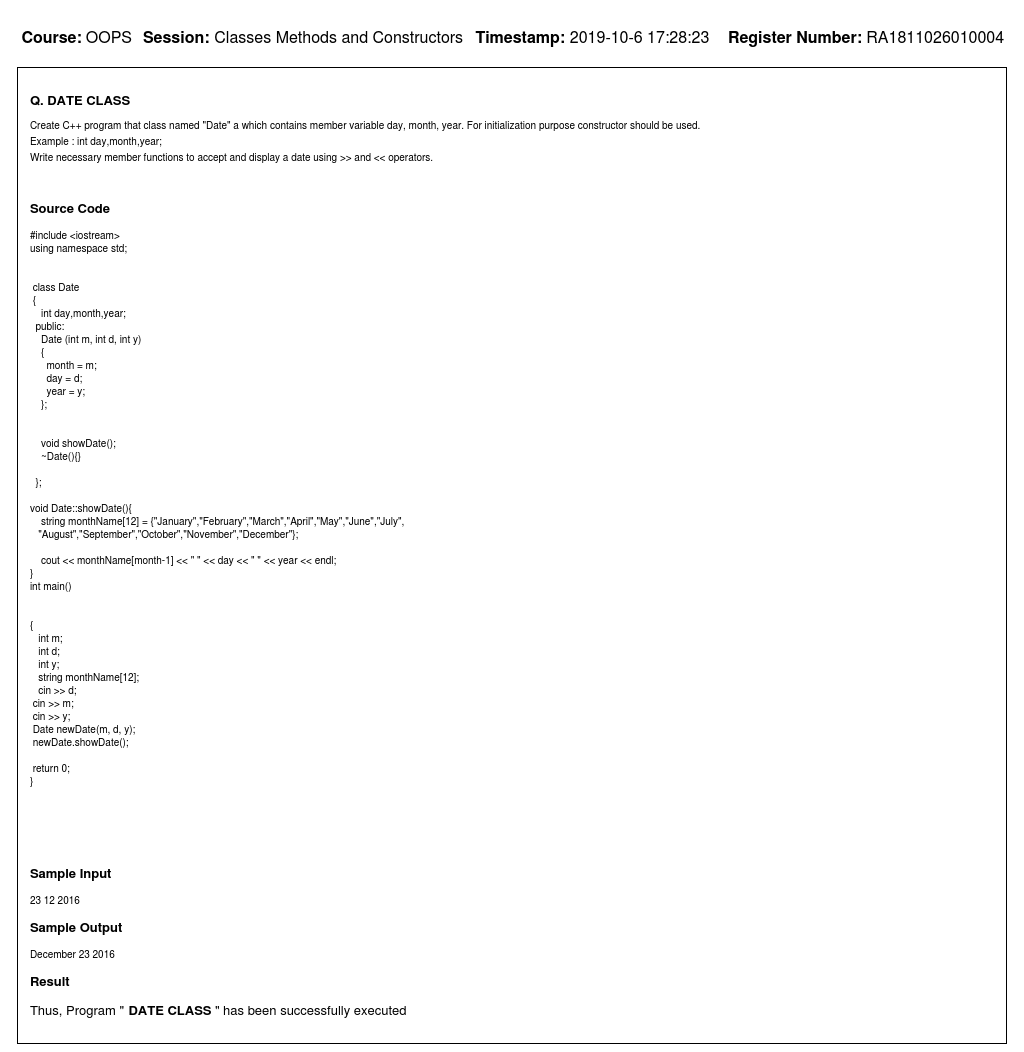 Course: OOPS Session: Classes Methods and Constructors Timestamp: 2019-10-6 17:28:23 Register Number: RA1811026010004
Q. DATE CLASS
Create C++ program that class named "Date" a which contains member variable day, month, year. For initialization purpose constructor should be used.
Example : int day,month,year;
Write necessary member functions to accept and display a date using >> and << operators.
Source Code
#include <iostream>
using namespace std;
class Date
{
int day,month,year;
public:
Date (int m, int d, int y)
{
month = m;
day = d;
year = y;
};
void showDate();
~Date(){}
};
void Date::showDate(){
string monthName[12] = {"January","February","March","April","May","June","July",
"August","September","October","November","December"};
cout << monthName[month-1] << " " << day << " " << year << endl;
}
int main()
{
int m;
int d;
int y;
string monthName[12];
cin >> d;
cin >> m;
cin >> y;
Date newDate(m, d, y);
newDate.showDate();
return 0;
}
Sample Input
23 12 2016
Sample Output
December 23 2016
Result
Thus, Program " DATE CLASS " has been successfully executed